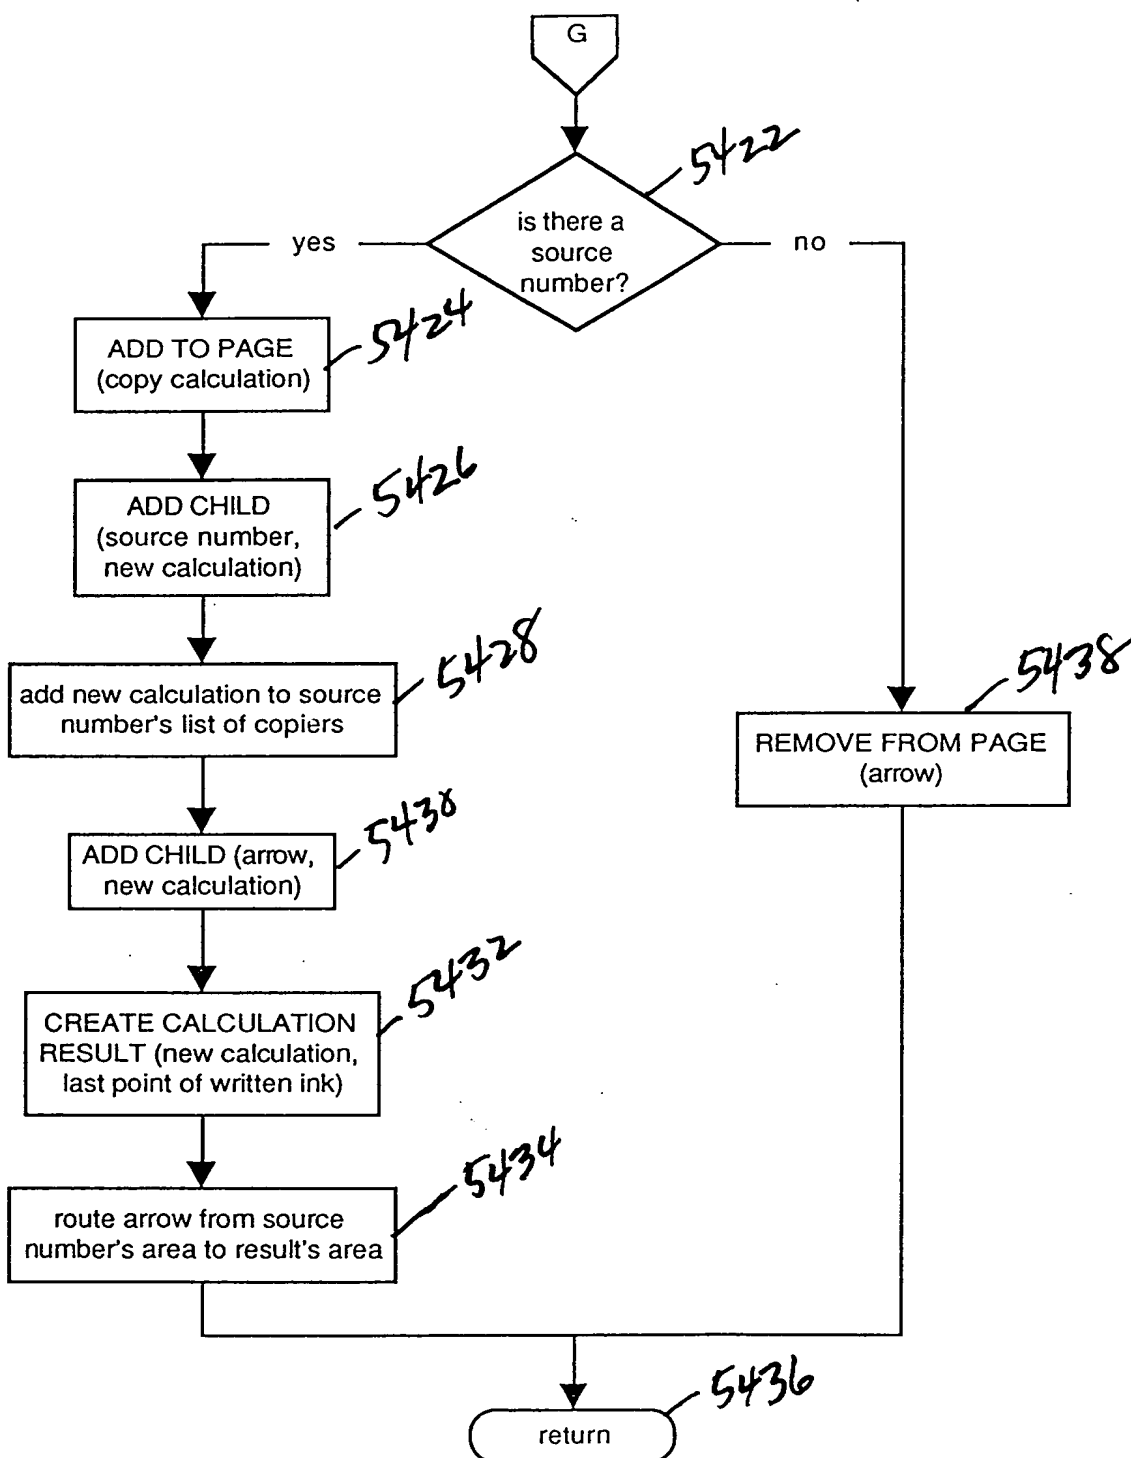 G
5422
is there a
source
number?
yes
no
5424
ADD TO PAGE
(copy calculation)
5426
ADD CHILD
(source number,
new calculation)
5428
add new calculation to source
number's list of copiers
5438
REMOVE FROM PAGE
(arrow)
5430
ADD CHILD (arrow,
new calculation)
5432
CREATE CALCULATION
RESULT (new calculation,
last point of written ink)
5434
route arrow from source
number's area to result's area
5436
return